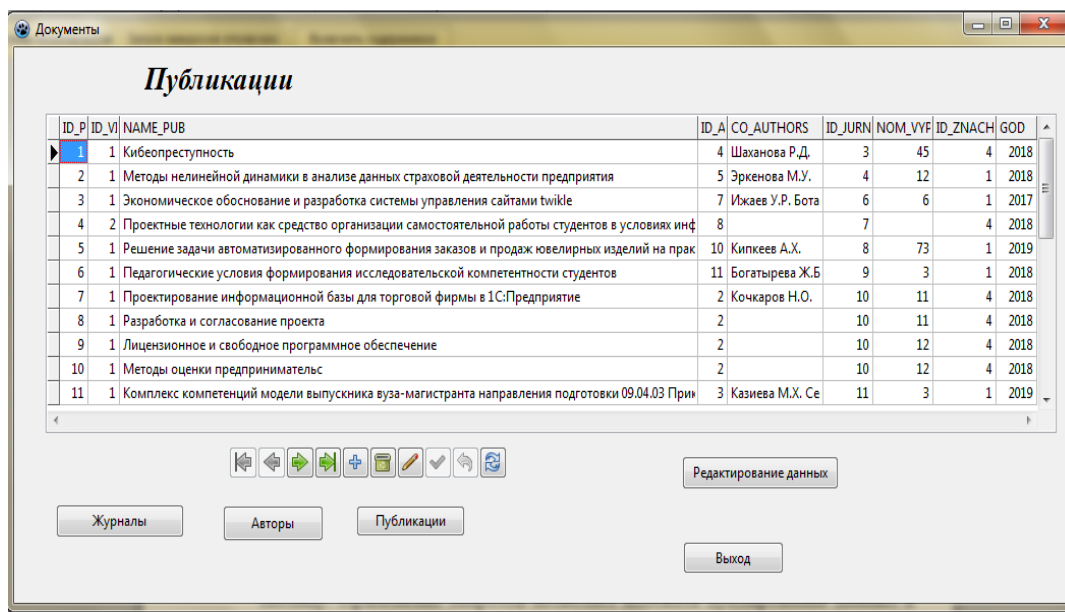 Документы
Публикации
ID_P ID_VI NAME_PUB ID_A CO_AUTHORS ID_JURN NOM_VYP ID_ZNACH GOD
1 1 Кибеопреступность 4 Шаханова Р.Д. 3 45 4 2018
2 1 Методы нелинейной динамики в анализе данных страховой деятельности предприятия 5 Эркенова М.У. 4 12 1 2018
3 1 Экономическое обоснование и разработка системы управления сайтами twikle 7 Ижаев У.Р. Бота 6 6 1 2017
4 2 Проектные технологии как средство организации самостоятельной работы студентов в условиях инф 8 7 4 2018
5 1 Решение задачи автоматизированного формирования заказов и продаж ювелирных изделий на прак 10 Кипкеев А.Х. 8 73 1 2019
6 1 Педагогические условия формирования исследовательской компетентности студентов 11 Богатырева Ж.Б 9 3 1 2018
7 1 Проектирование информационной базы для торговой фирмы в 1С:Предприятие 2 Кочкаров Н.О. 10 11 4 2018
8 1 Разработка и согласование проекта 2 10 11 4 2018
9 1 Лицензионное и свободное программное обеспечение 2 10 12 4 2018
10 1 Методы оценки предпринимательс 2 10 12 4 2018
11 1 Комплекс компетенций модели выпускника вуза-магистранта направления подготовки 09.04.03 При 3 Казиева М.Х. Се 11 3 1 2019
Редактирование данных
Журналы Авторы Публикации
Выход